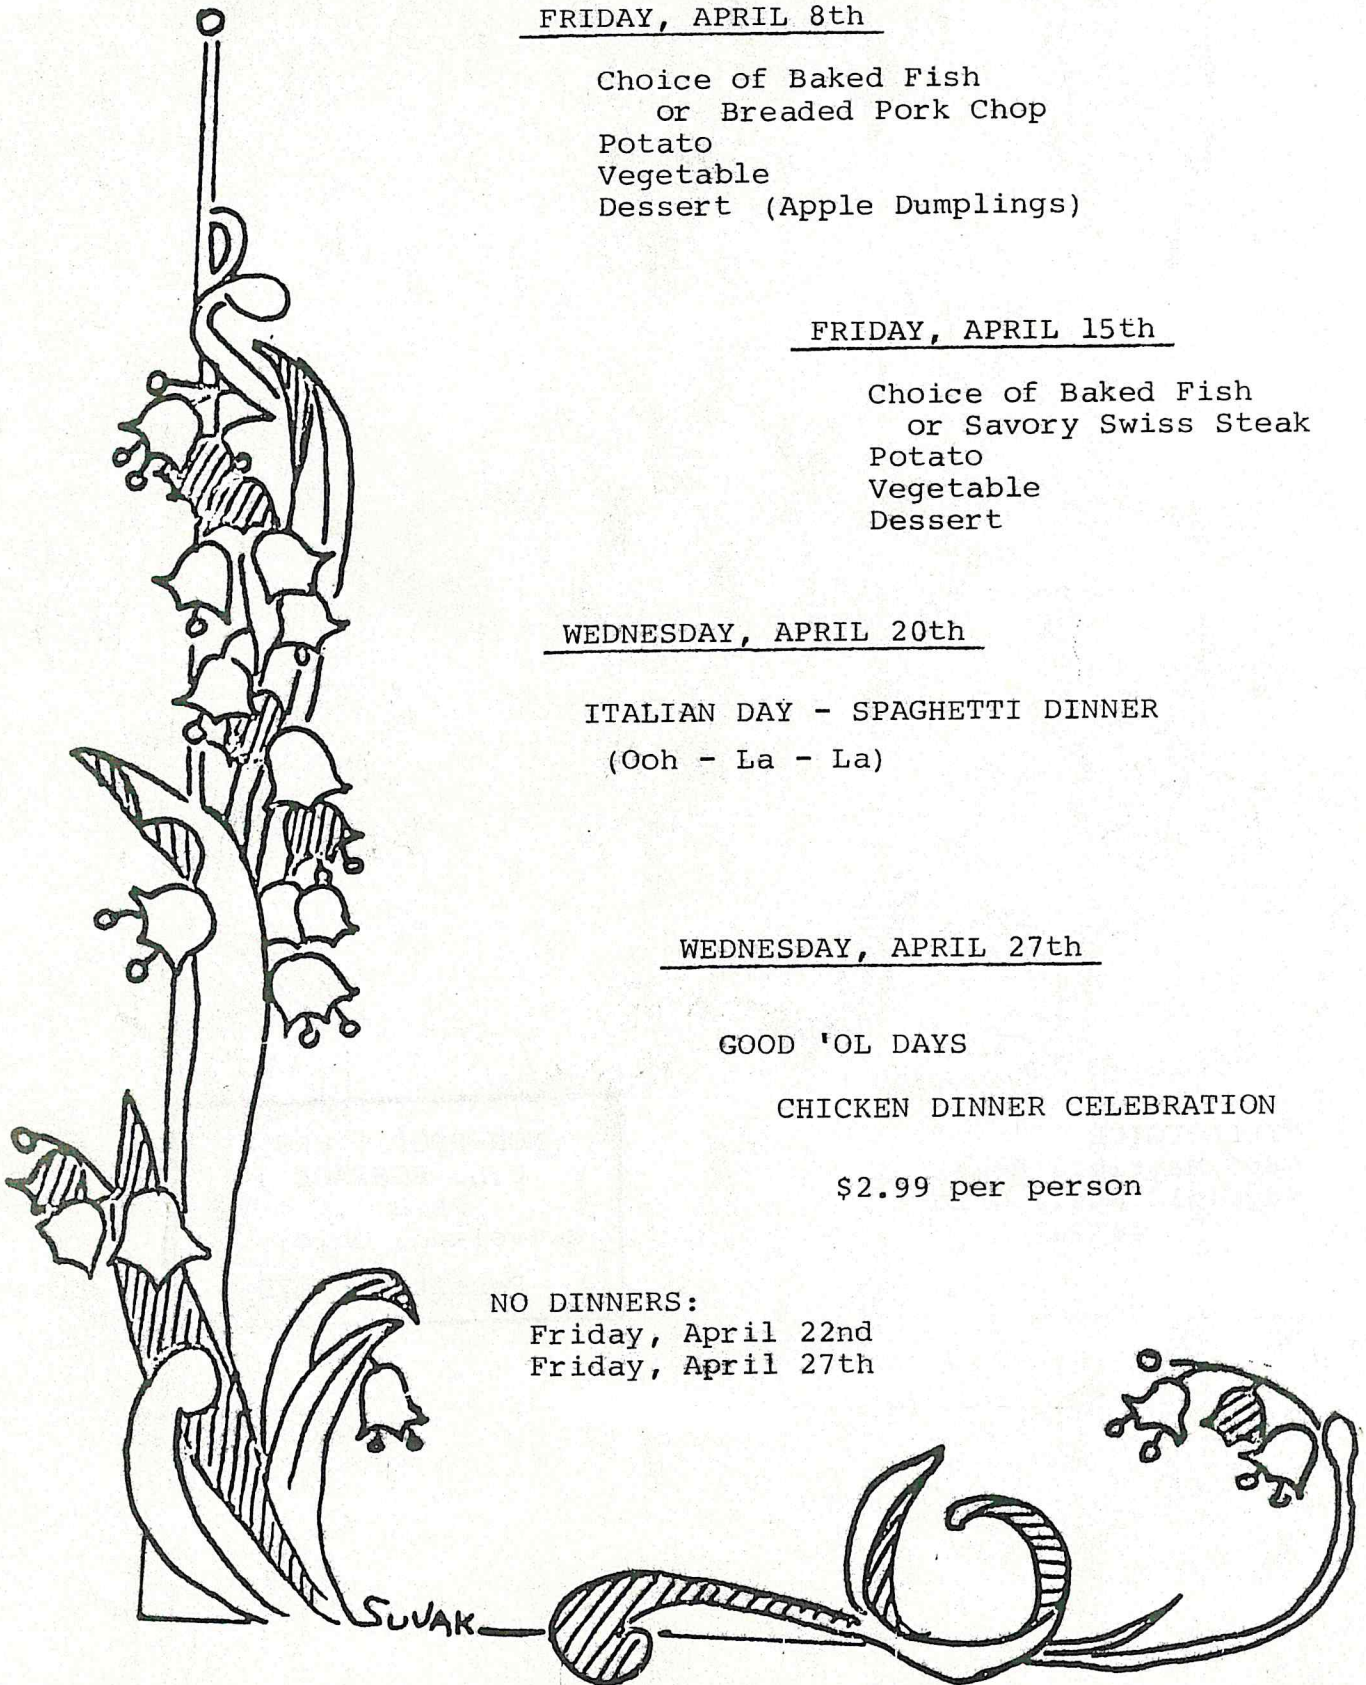 FRIDAY, APRIL 8th
Choice of Baked Fish
or Breaded Pork Chop
Potato
Vegetable
Dessert (Apple Dumplings)
FRIDAY, APRIL 15th
Choice of Baked Fish
or Savory Swiss Steak
Potato
Vegetable
Dessert
WEDNESDAY, APRIL 20th
ITALIAN DAY - SPAGHETTI DINNER
(Ooh - La - La)
WEDNESDAY, APRIL 27th
GOOD 'OL DAYS
CHICKEN DINNER CELEBRATION
$2.99 per person
NO DINNERS:
Friday, April 22nd
Friday, April 27th
SUVAK